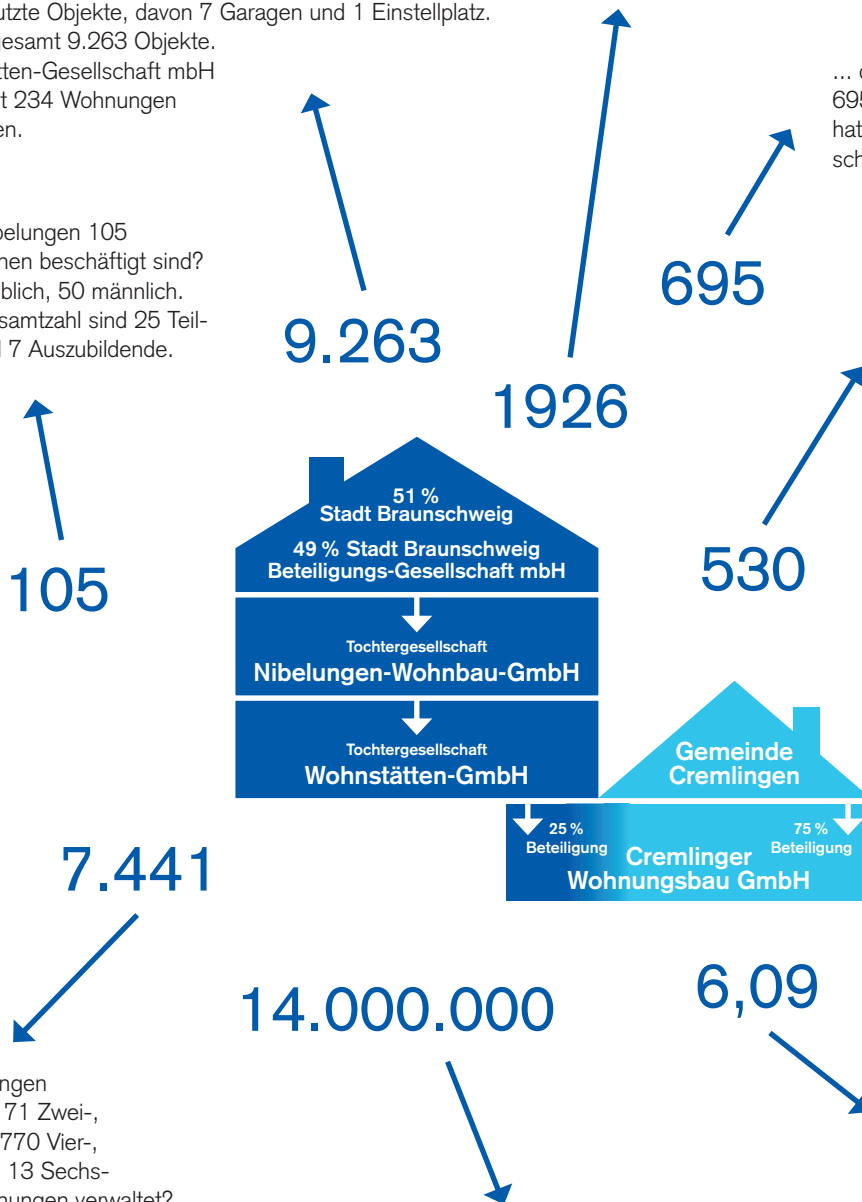 utzte Objekte, davon 7 Garagen und 1 Einstellplatz.
gesamt 9.263 Objekte.
tten-Gesellschaft mbH
t 234 Wohnungen
en.
...
695
hat
sch
belungen 105
nen beschäftigt sind?
blich, 50 männlich.
samtzahl sind 25 Teil-
d 7 Auszubildende.
695
9.263
1926
105
530
51 %
Stadt Braunschweig
49 % Stadt Braunschweig
Beteiligungs-Gesellschaft mbH
Tochtergesellschaft
Nibelungen-Wohnbau-GmbH
Tochtergesellschaft
Wohnstätten-GmbH
Gemeinde
Cremlingen
25 %
Beteiligung
75 %
Beteiligung
Cremlinger
Wohnungsbau GmbH
7.441
14.000.000
6,09
ngen
71 Zwei-,
770 Vier-,
13 Sechs-
nungen verwaltet?